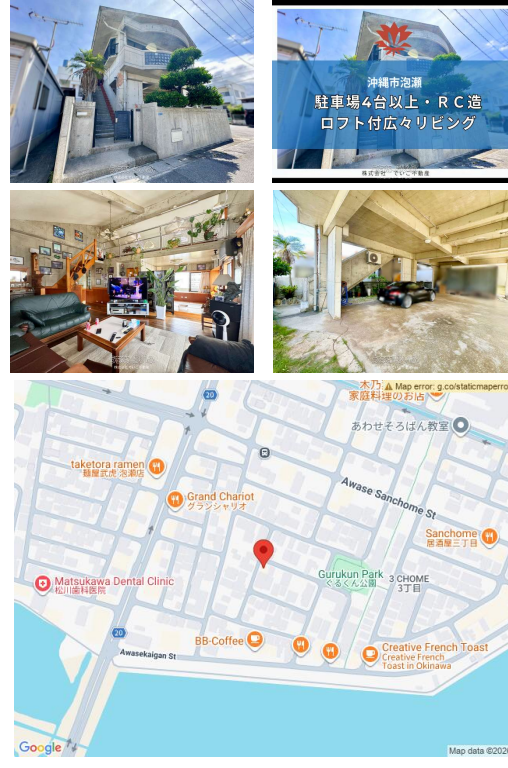 沖縄市泡瀬
駐車場4台以上・RC造
ロフト付広々リビング
株式会社 でいご不動産
Map error: g.co/staticmaperro
木乃
家庭料理のお店
20
あわせそろばん教室
taketora ramen
麺屋武虎 泡瀬店
Awase Sanchome St
Grand Chariot
グランシャリオ
Sanchome
居酒屋三丁目
Gurukun Park
ぐるくん公園
3 CHOME
3丁目
Matsukawa Dental Clinic
松川歯科医院
20
BB-Coffee
Awasekaigan St
Creative French Toast
Creative French
Toast in Okinawa
Google
Map data ©2026